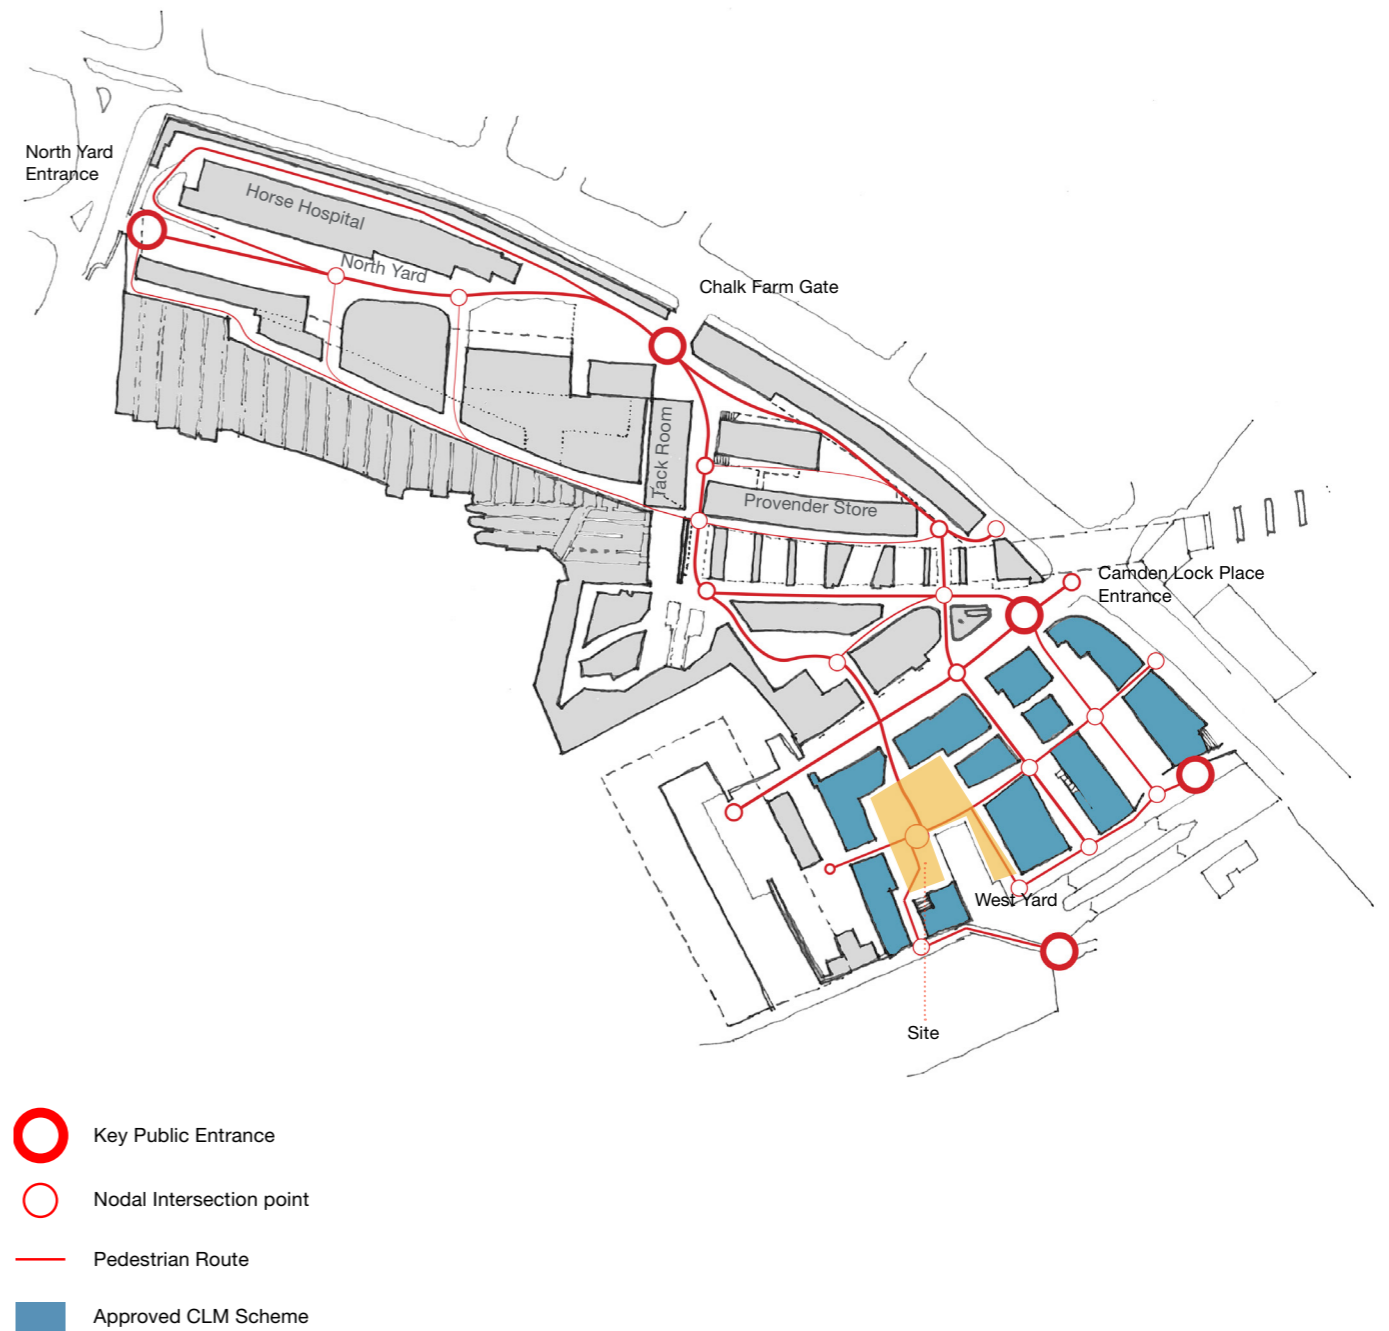 North Yard
Entrance
Horse Hospital
North Yard
Chalk Farm Gate
Tack Room
Provender Store
Camden Lock Place
Entrance
West Yard
Site
Key Public Entrance
Nodal Intersection point
Pedestrian Route
Approved CLM Scheme